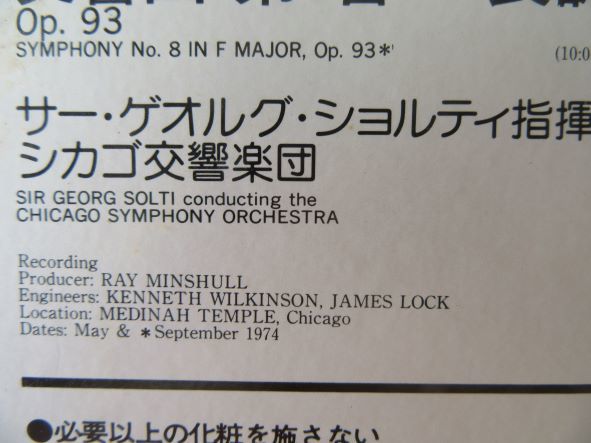 Op. 93
SYMPHONY No. 8 IN F MAJOR, Op. 93*
(10:0
サー・ゲオルグ・ショルティ指揮
シカゴ交響楽団
SIR GEORG SOLTI conducting the
CHICAGO SYMPHONY ORCHESTRA
Recording
Producer: RAY MINSHULL
Engineers: KENNETH WILKINSON, JAMES LOCK
Location: MEDINAH TEMPLE, Chicago
Dates: May & *September 1974
●必要以上の化粧を施さない